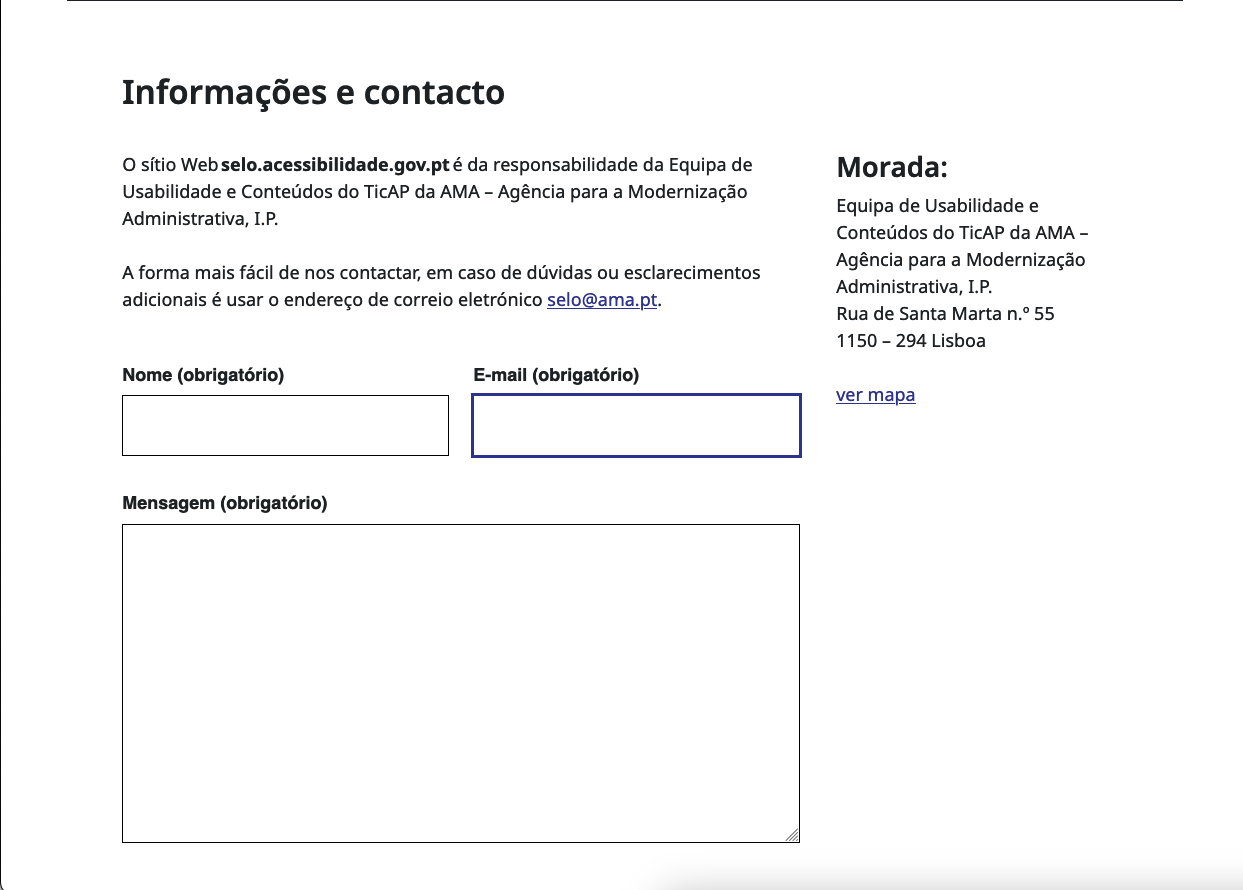 Informações e contacto
O sítio Web selo.acessibilidade.gov.pt é da responsabilidade da Equipa de
Usabilidade e Conteúdos do TicAP da AMA – Agência para a Modernização
Administrativa, I.P.
A forma mais fácil de nos contactar, em caso de dúvidas ou esclarecimentos
adicionais é usar o endereço de correio eletrónico selo@ama.pt.
Nome (obrigatório)
E-mail (obrigatório)
Mensagem (obrigatório)
Morada:
Equipa de Usabilidade e
Conteúdos do TicAP da AMA –
Agência para a Modernização
Administrativa, I.P.
Rua de Santa Marta n.º 55
1150 – 294 Lisboa
ver mapa